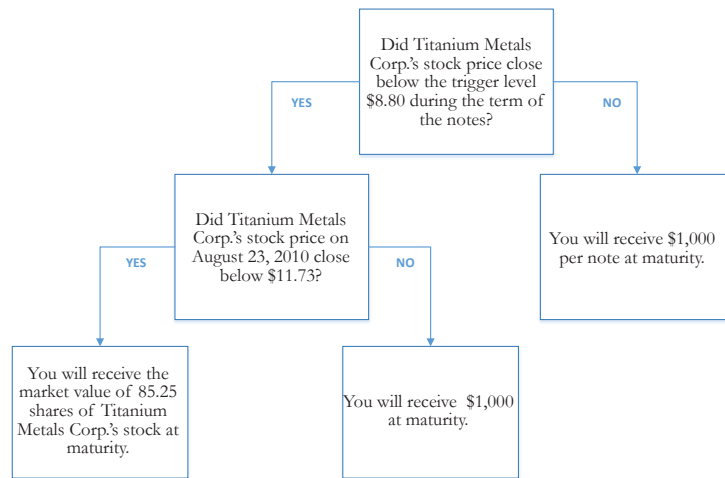 Did Titanium Metals
Corp.'s stock price close
below the trigger level
$8.80 during the term of
the notes?
YES
NO
Did Titanium Metals
Corp.'s stock price on
August 23, 2010 close
below $11.73?
You will receive $1,000
per note at maturity.
YES
NO
You will receive the
market value of 85.25
shares of Titanium
Metals Corp.'s stock at
maturity.
You will receive $1,000
at maturity.